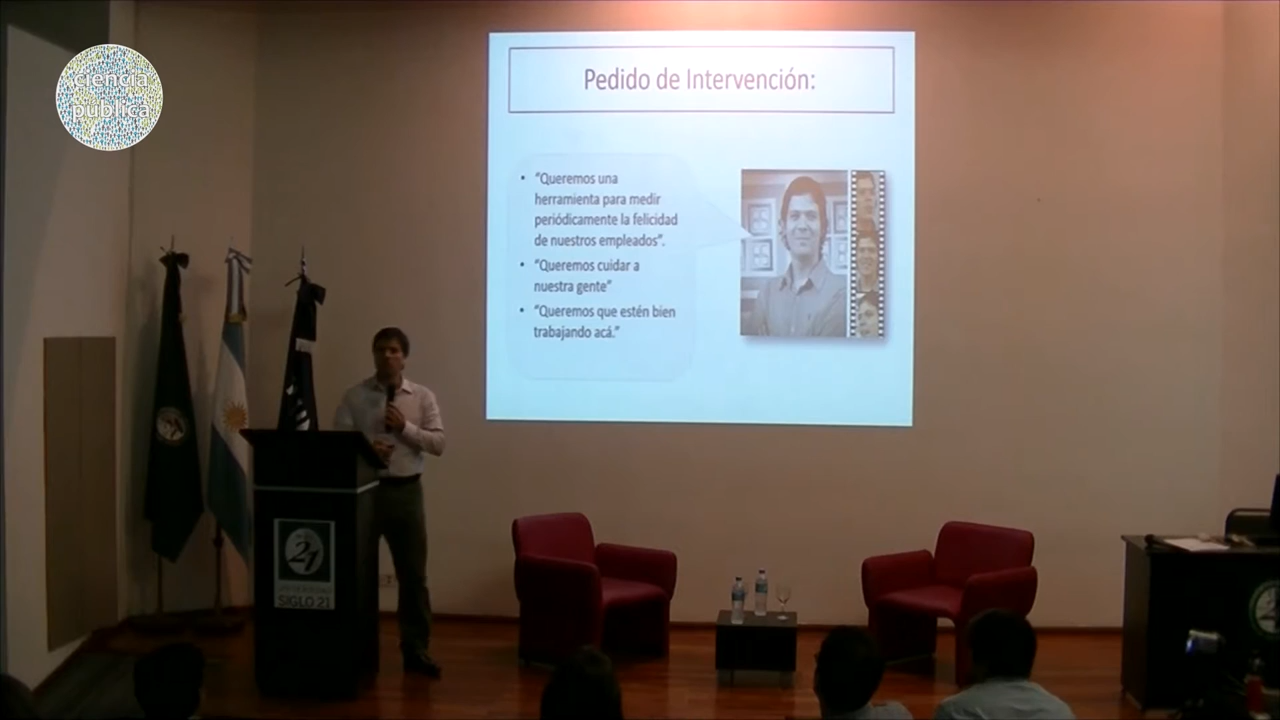 ciencia
pública
Pedido de Intervención:
• “Queremos una
herramienta para medir
periódicamente la felicidad
de nuestros empleados”.
• “Queremos cuidar a
nuestra gente”
• “Queremos que estén bien
trabajando acá.”
21
SIGLO 21